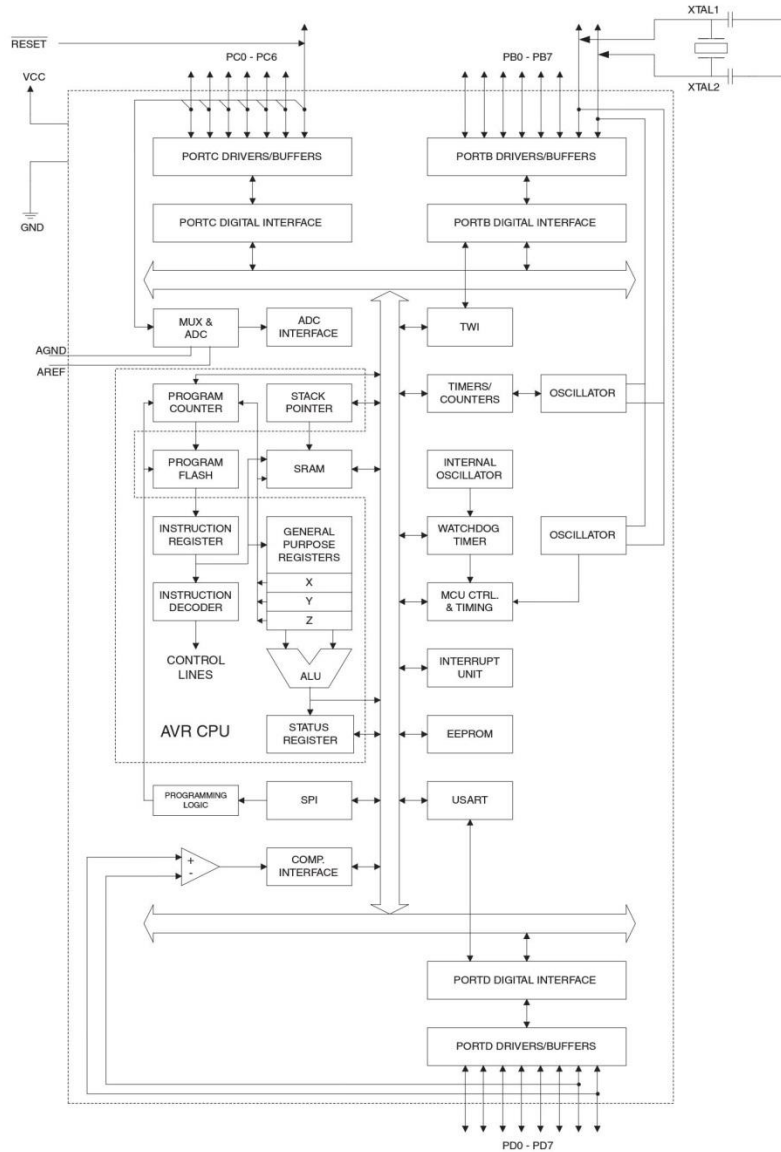 XTAL1
RESET
PC0 - PC6
PB0 - PB7
VCC
XTAL2
PORTC DRIVERS/BUFFERS
PORTB DRIVERS/BUFFERS
PORTC DIGITAL INTERFACE
PORTB DIGITAL INTERFACE
GND
MUX &
ADC
ADC
INTERFACE
TWI
AGND
AREF
PROGRAM
COUNTER
STACK
POINTER
TIMERS/
COUNTERS
OSCILLATOR
PROGRAM
FLASH
SRAM
INTERNAL
OSCILLATOR
INSTRUCTION
REGISTER
GENERAL
PURPOSE
REGISTERS
WATCHDOG
TIMER
OSCILLATOR
X
INSTRUCTION
DECODER
Y
MCU CTRL.
& TIMING
Z
CONTROL
LINES
ALU
INTERRUPT
UNIT
AVR CPU
STATUS
REGISTER
EEPROM
PROGRAMMING
LOGIC
SPI
USART
+
-
COMP.
INTERFACE
PORTD DIGITAL INTERFACE
PORTD DRIVERS/BUFFERS
PD0 - PD7